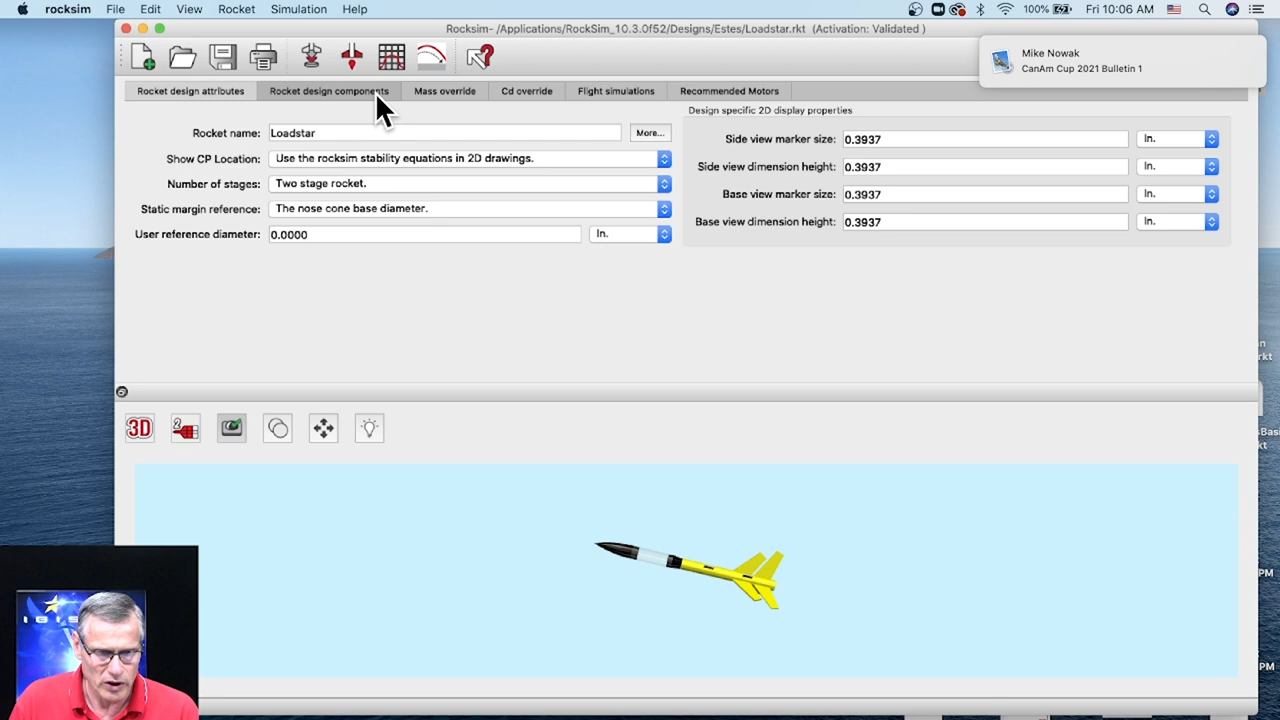 rocksim File Edit View Rocket Simulation Help 100% Fri 10:06 AM
Rocksim- /Applications/RockSim_10.3.0f52/Designs/Estes/Loadstar.rkt (Activation: Validated )
Mike Nowak
CanAm Cup 2021 Bulletin 1
Rocket design attributes Rocket design components Mass override Cd override Flight simulations Recommended Motors
Design specific 2D display properties
Rocket name: Loadstar More...
Show CP Location: Use the rocksim stability equations in 2D drawings.
Number of stages: Two stage rocket.
Static margin reference: The nose cone base diameter.
User reference diameter: 0.0000 In.
Side view marker size: 0.3937 In.
Side view dimension height: 0.3937 In.
Base view marker size: 0.3937 In.
Base view dimension height: 0.3937 In.
3D 2
PM
PM